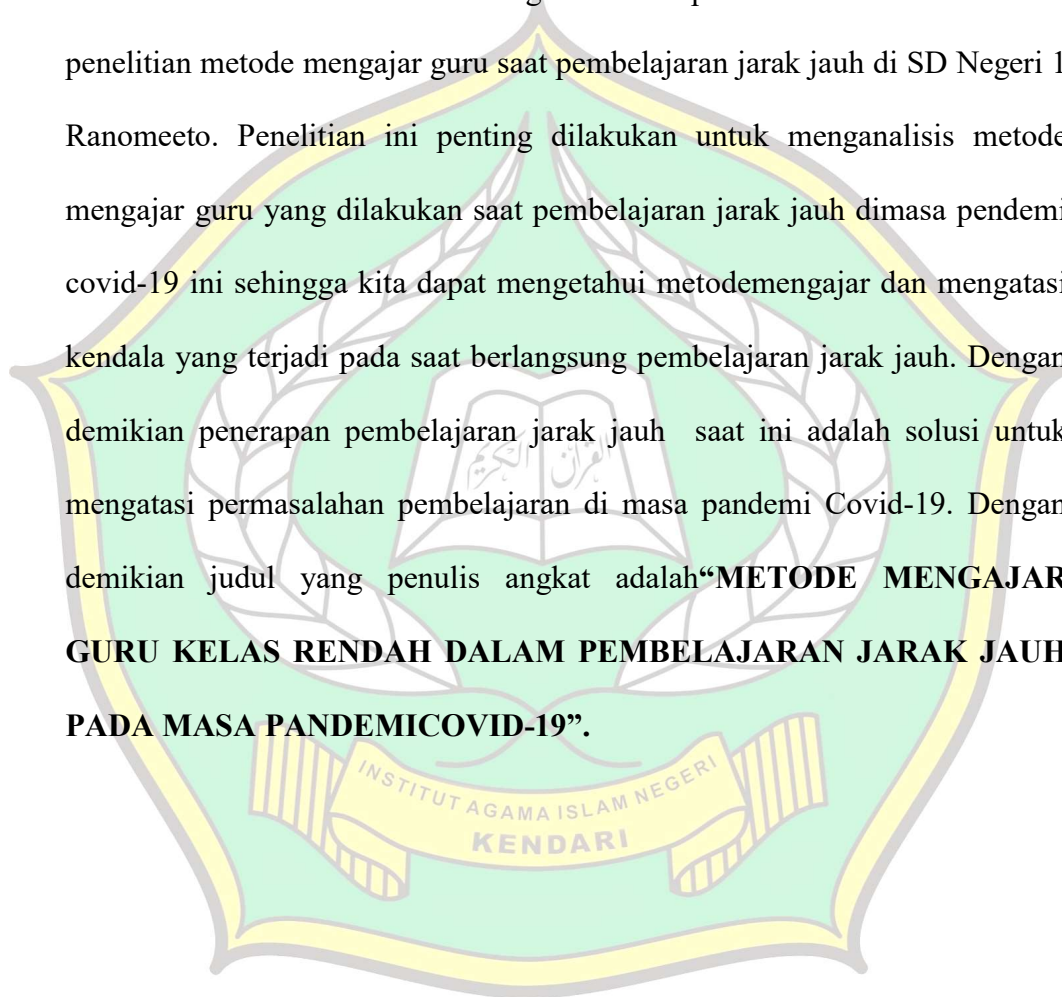 penelitian metode mengajar guru saat pembelajaran jarak jauh di SD Negeri 1
Ranomeeto. Penelitian ini penting dilakukan untuk menganalisis metode
mengajar guru yang dilakukan saat pembelajaran jarak jauh dimasa pendemi
covid-19 ini sehingga kita dapat mengetahui metodemengajar dan mengatasi
kendala yang terjadi pada saat berlangsung pembelajaran jarak jauh. Dengan
demikian penerapan pembelajaran jarak jauh saat ini adalah solusi untuk
mengatasi permasalahan pembelajaran di masa pandemi Covid-19. Dengan
demikian judul yang penulis angkat adalah“METODE MENGAJAR
GURU KELAS RENDAH DALAM PEMBELAJARAN JARAK JAUH
PADA MASA PANDEMICOVID-19”.
القرآن الكريم
INSTITUT AGAMA ISLAM NEGERI
KENDARI